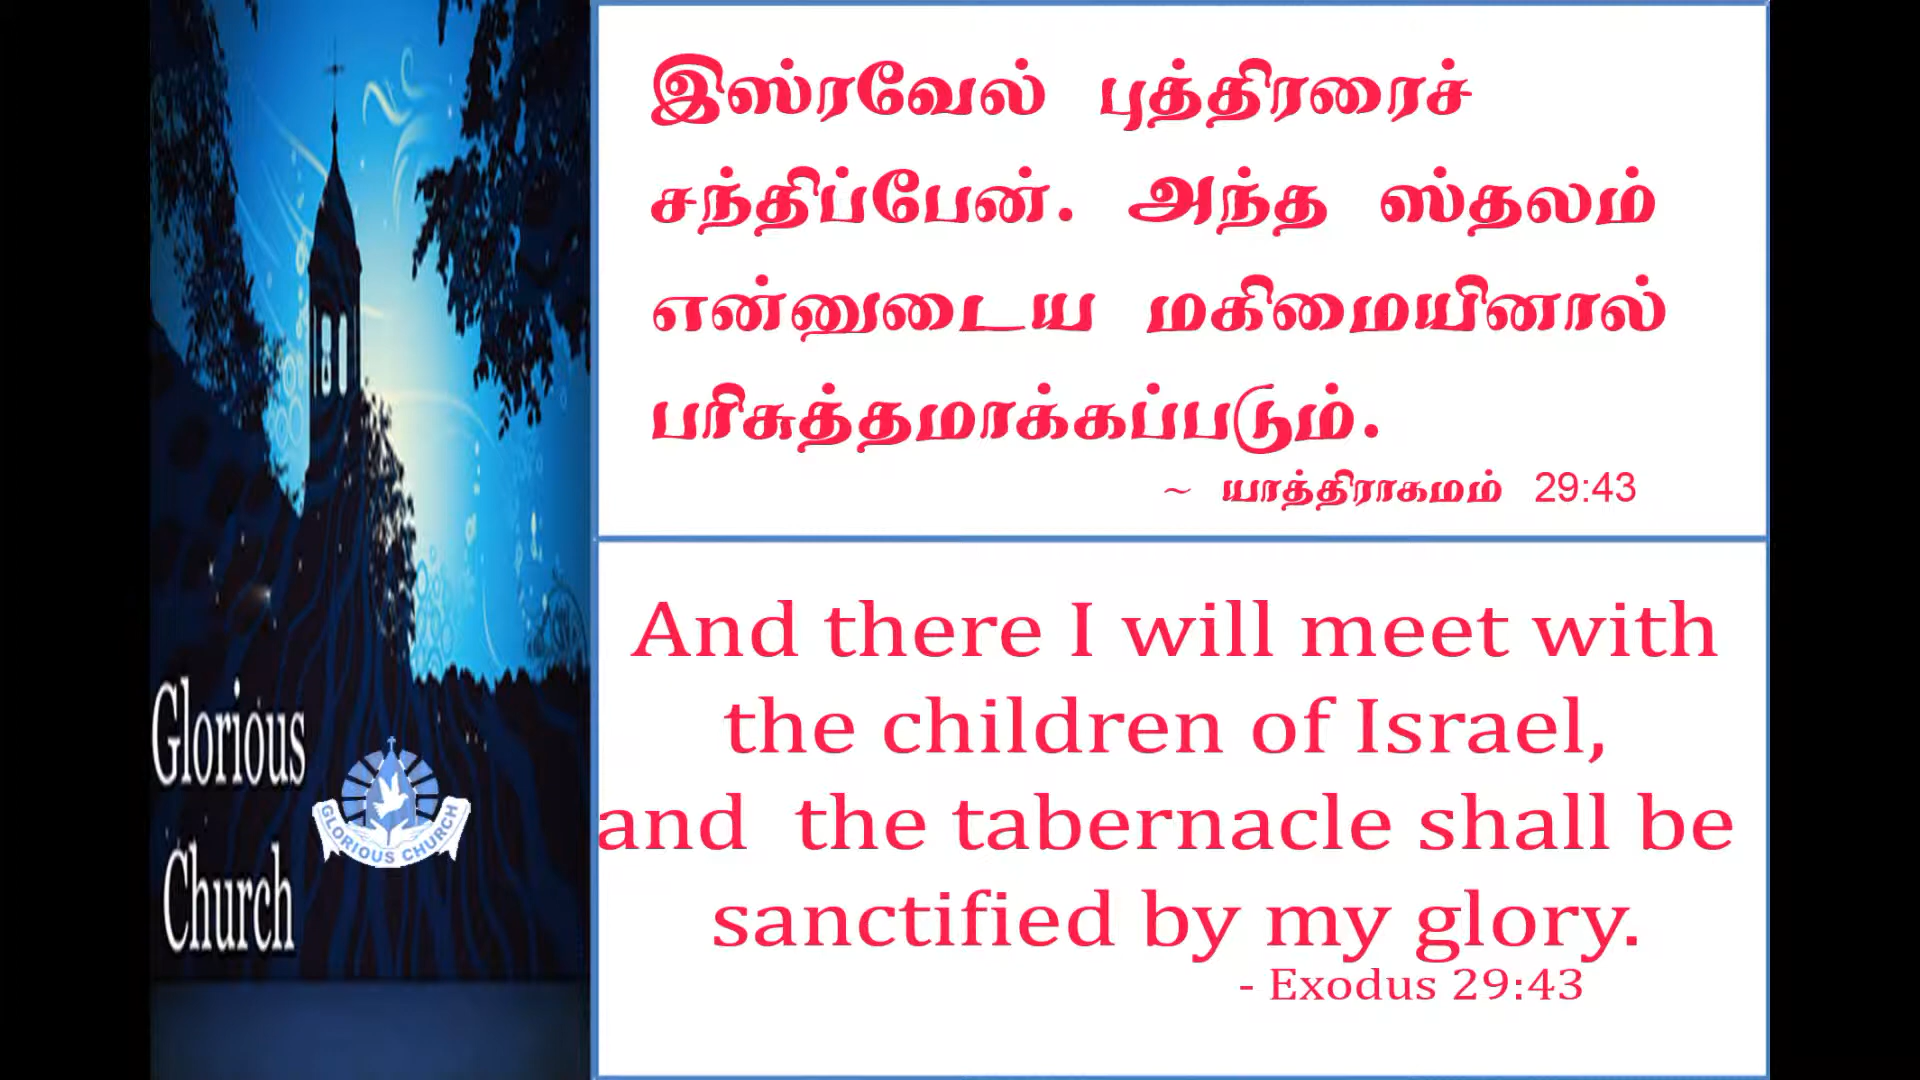 இஸ்ரவேல் புத்திரரைச்
சந்திப்பேன். அந்த ஸ்தலம்
என்னுடைய மகிமையினால்
பரிசுத்தமாக்கப்படும்.
~ யாத்திராகமம் 29:43
And there I will meet with
the children of Israel,
and the tabernacle shall be
sanctified by my glory.
- Exodus 29:43
Glorious
Church
GLORIOUS CHURCH